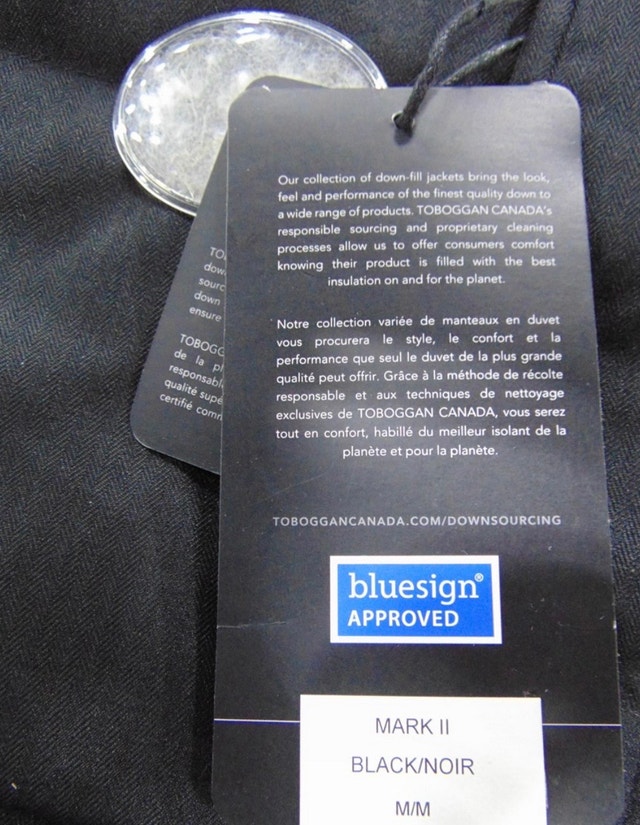 Our collection of down-fill jackets bring the look,
feel and performance of the finest quality down to
a wide range of products. TOBOGGAN CANADA's
responsible sourcing and proprietary cleaning
processes allow us to offer consumers comfort
knowing their product is filled with the best
insulation on and for the planet.
Notre collection variée de manteaux en duvet
vous procurera le style, le confort et la
performance que seul le duvet de la plus grande
qualité peut offrir. Grâce à la méthode de récolte
responsable et aux techniques de nettoyage
exclusives de TOBOGGAN CANADA, vous serez
tout en confort, habillé du meilleur isolant de la
planète et pour la planète.
TOBOGGANCANADA.COM/DOWNSOURCING
bluesign®
APPROVED
MARK II
BLACK/NOIR
M/M
down
ensure
de la
certifié